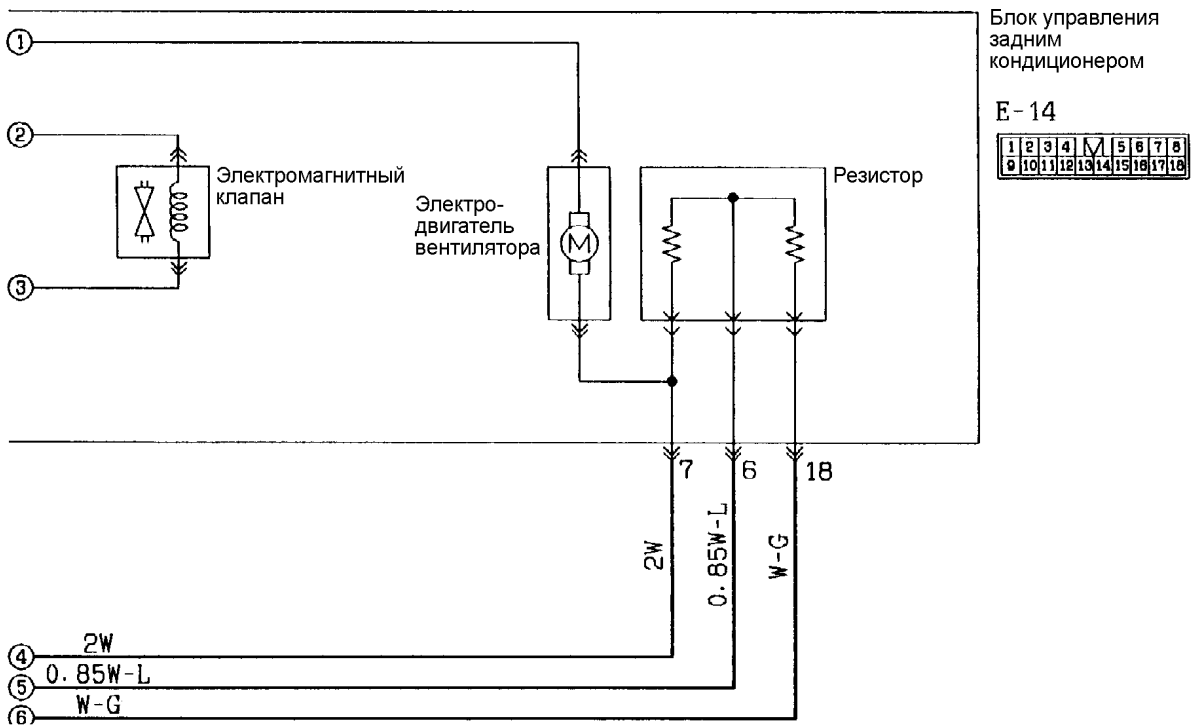 Блок управления
задним
кондиционером
1
E-14
2
1 2 3 4 5 6 7 8
9 10 11 12 13 14 15 16 17 18
Электромагнитный
клапан
Резистор
Электро-
двигатель
вентилятора
M
3
7 6 18
2W
0.85W-L
W-G
4 2W
5 0.85W-L
6 W-G